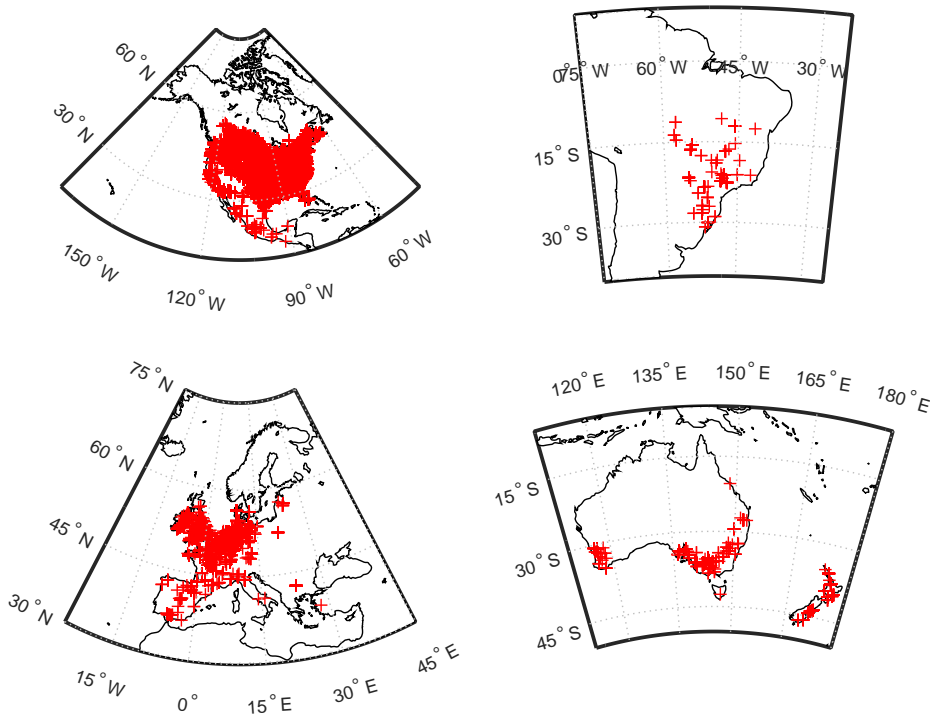 60° N
30° N
150° W
120° W
90° W
60° W
0°
75° W
60° W
45° W
30° W
15° S
30° S
75° N
60° N
45° N
30° N
15° W
0°
15° E
30° E
45° E
120° E
135° E
150° E
165° E
180° E
15° S
30° S
45° S